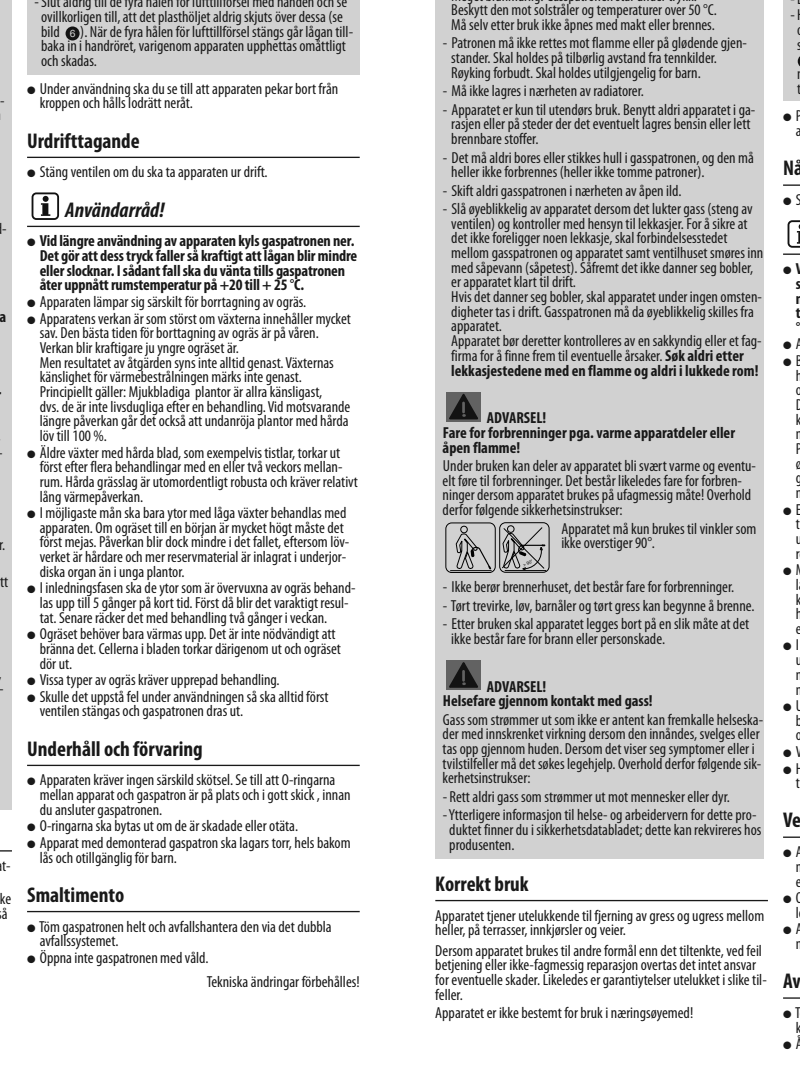 - Slut aldrig till de fyra hålen för lufttillförsel med handen och se
ovillkorligen till, att det plasthöljet aldrig skjuts över dessa (se
bild 6). När de fyra hålen för lufttillförsel stängs går lågan till-
baka in i handröret, varigenom apparaten upphettas omåttligt
och skadas.
● Under användning ska du se till att apparaten pekar bort från
kroppen och hålls lodrätt neråt.
Urdrifttagande
● Stäng ventilen om du ska ta apparaten ur drift.
i Användarråd!
● Vid längre användning av apparaten kyls gaspatronen ner.
Det gör att dess tryck faller så kraftigt att lågan blir mindre
eller slocknar. I sådant fall ska du vänta tills gaspatronen
åter uppnått rumstemperatur på +20 till + 25 °C.
● Apparaten lämpar sig särskilt för borrtagning av ogräs.
● Apparatens verkan är som störst om växterna innehåller mycket
sav. Den bästa tiden för borttagning av ogräs är på våren.
Verkan blir kraftigare ju yngre ogräset är.
Men resultatet av åtgärden syns inte alltid genast. Växternas
känslighet för värmebestrålningen märks inte genast.
Principiellt gäller: Mjukbladiga plantor är allra känsligast,
dvs. de är inte livsdugliga efter en behandling. Vid motsvarande
längre påverkan går det också att undanröja plantor med hårda
löv till 100 %.
● Äldre växter med hårda blad, som exempelvis tistlar, torkar ut
först efter flera behandlingar med en eller två veckors mellan-
rum. Hårda grässlag är utomordentligt robusta och kräver relativt
lång värmepåverkan.
● I möjligaste mån ska bara ytor med låga växter behandlas med
apparaten. Om ogräset till en början är mycket högt måste det
först mejas. Påverkan blir dock mindre i det fallet, eftersom löv-
verket är hårdare och mer reservmaterial är inlagrat i underjor-
diska organ än i unga plantor.
● I inledningsfasen ska de ytor som är övervuxna av ogräs behand-
las upp till 5 gånger på kort tid. Först då blir det varaktigt resul-
tat. Senare räcker det med behandling två gånger i veckan.
● Ogräset behöver bara värmas upp. Det är inte nödvändigt att
bränna det. Cellerna i bladen torkar därigenom ut och ogräset
dör ut.
● Vissa typer av ogräs kräver upprepad behandling.
● Skulle det uppstå fel under användningen så ska alltid först
ventilen stängas och gaspatronen dras ut.
Underhåll och förvaring
● Apparaten kräver ingen särskild skötsel. Se till att O-ringarna
mellan apparat och gaspatron är på plats och i gott skick , innan
du ansluter gaspatronen.
● O-ringarna ska bytas ut om de är skadade eller otäta.
● Apparat med demonterad gaspatron ska lagras torr, hels bakom
lås och otillgänglig för barn.
Smaltimento
● Töm gaspatronen helt och avfallshantera den via det dubbla
avfallssystemet.
● Öppna inte gaspatronen med våld.
Tekniska ändringar förbehålles!
Beskytt den mot solstråler og temperaturer over 50 °C.
Må selv etter bruk ikke åpnes med makt eller brennes.
- Patronen må ikke rettes mot flamme eller på glødende gjen-
stander. Skal holdes på tilbørlig avstand fra tennkilder.
Røyking forbudt. Skal holdes utilgjengelig for barn.
- Må ikke lagres i nærheten av radiatorer.
- Apparatet er kun til utendørs bruk. Benytt aldri apparatet i ga-
rasjen eller på steder der det eventuelt lagres bensin eller lett
brennbare stoffer.
- Det må aldri bores eller stikkes hull i gasspatronen, og den må
heller ikke forbrennes (heller ikke tomme patroner).
- Skift aldri gasspatronen i nærheten av åpen ild.
- Slå øyeblikkelig av apparatet dersom det lukter gass (steng av
ventilen) og kontroller med hensyn til lekkasjer. For å sikre at
det ikke foreligger noen lekkasje, skal forbindelsesstedet
mellom gasspatronen og apparatet samt ventilhuset smøres inn
med såpevann (såpetest). Såfremt det ikke danner seg bobler,
er apparatet klart til drift.
Hvis det danner seg bobler, skal apparatet under ingen omsten-
digheter tas i drift. Gasspatronen må da øyeblikkelig skilles fra
apparatet.
Apparatet bør deretter kontrolleres av en sakkyndig eller et fag-
firma for å finne frem til eventuelle årsaker. Søk aldri etter
lekkasjestedene med en flamme og aldri i lukkede rom!
ADVARSEL!
Fare for forbrenninger pga. varme apparatdeler eller
åpen flamme!
Under bruken kan deler av apparatet bli svært varme og eventu-
elt føre til forbrenninger. Det består likeledes fare for forbren-
ninger dersom apparatet brukes på ufagmessig måte! Overhold
derfor følgende sikkerhetsinstrukser:
Apparatet må kun brukes til vinkler som
ikke overstiger 90°.
- Ikke berør brennerhuset, det består fare for forbrenninger.
- Tørt trevirke, løv, barnåler og tørt gress kan begynne å brenne.
- Etter bruken skal apparatet legges bort på en slik måte at det
ikke består fare for brann eller personskade.
ADVARSEL!
Helsefare gjennom kontakt med gass!
Gass som strømmer ut som ikke er antent kan fremkalle helseska-
der med innskrenket virkning dersom den innåndes, svelges eller
tas opp gjennom huden. Dersom det viser seg symptomer eller i
tvilstilfeller må det søkes legehjelp. Overhold derfor følgende sik-
kerhetsinstrukser:
- Rett aldri gass som strømmer ut mot mennesker eller dyr.
- Ytterligere informasjon til helse- og arbeidervern for dette pro-
duktet finner du i sikkerhetsdatabladet; dette kan rekvireres hos
produsenten.
Korrekt bruk
Apparatet tjener utelukkende til fjerning av gress og ugress mellom
heller, på terrasser, innkjørsler og veier.
Dersom apparatet brukes til andre formål enn det tiltenkte, ved feil
betjening eller ikke-fagmessig reparasjon overtas det intet ansvar
for eventuelle skader. Likeledes er garantiytelser utelukket i slike til-
feller.
Apparatet er ikke bestemt for bruk i næringsøyemed!